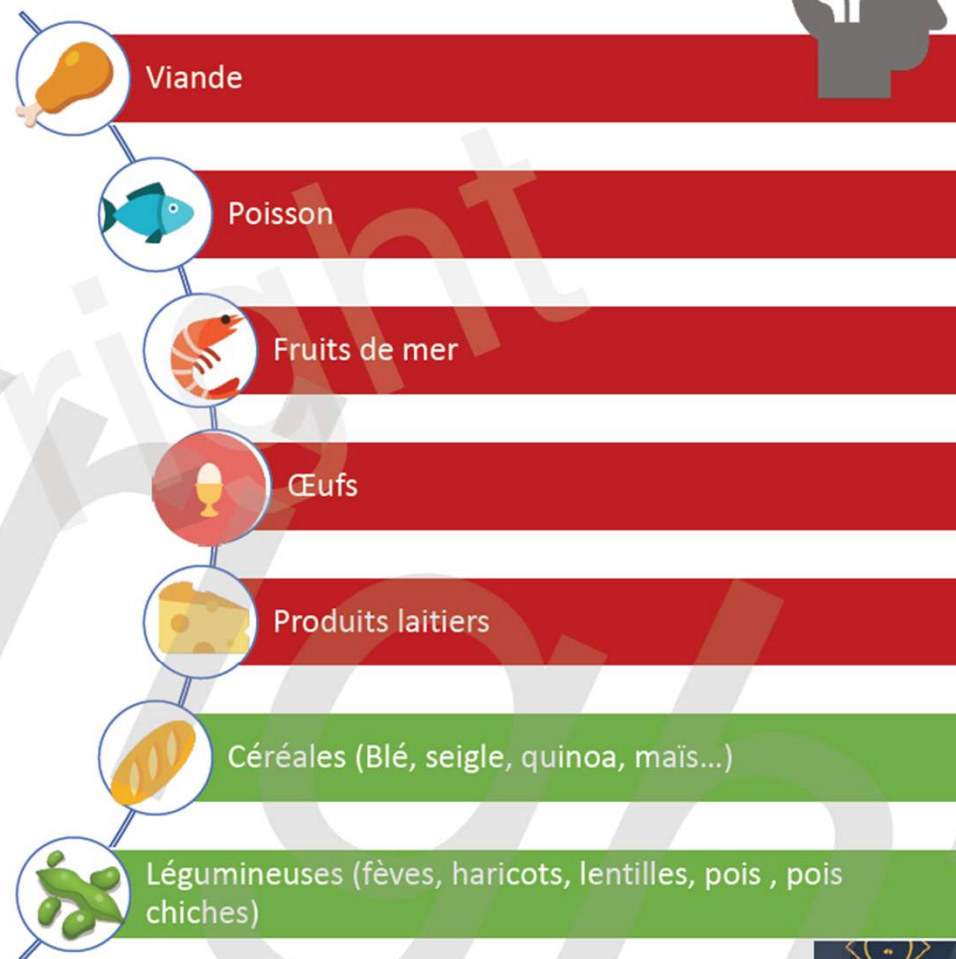 Viande
Poisson
Fruits de mer
Œufs
Produits laitiers
Céréales (Blé, seigle, quinoa, maïs...)
Légumineuses (fèves, haricots, lentilles, pois , pois
chiches)
right